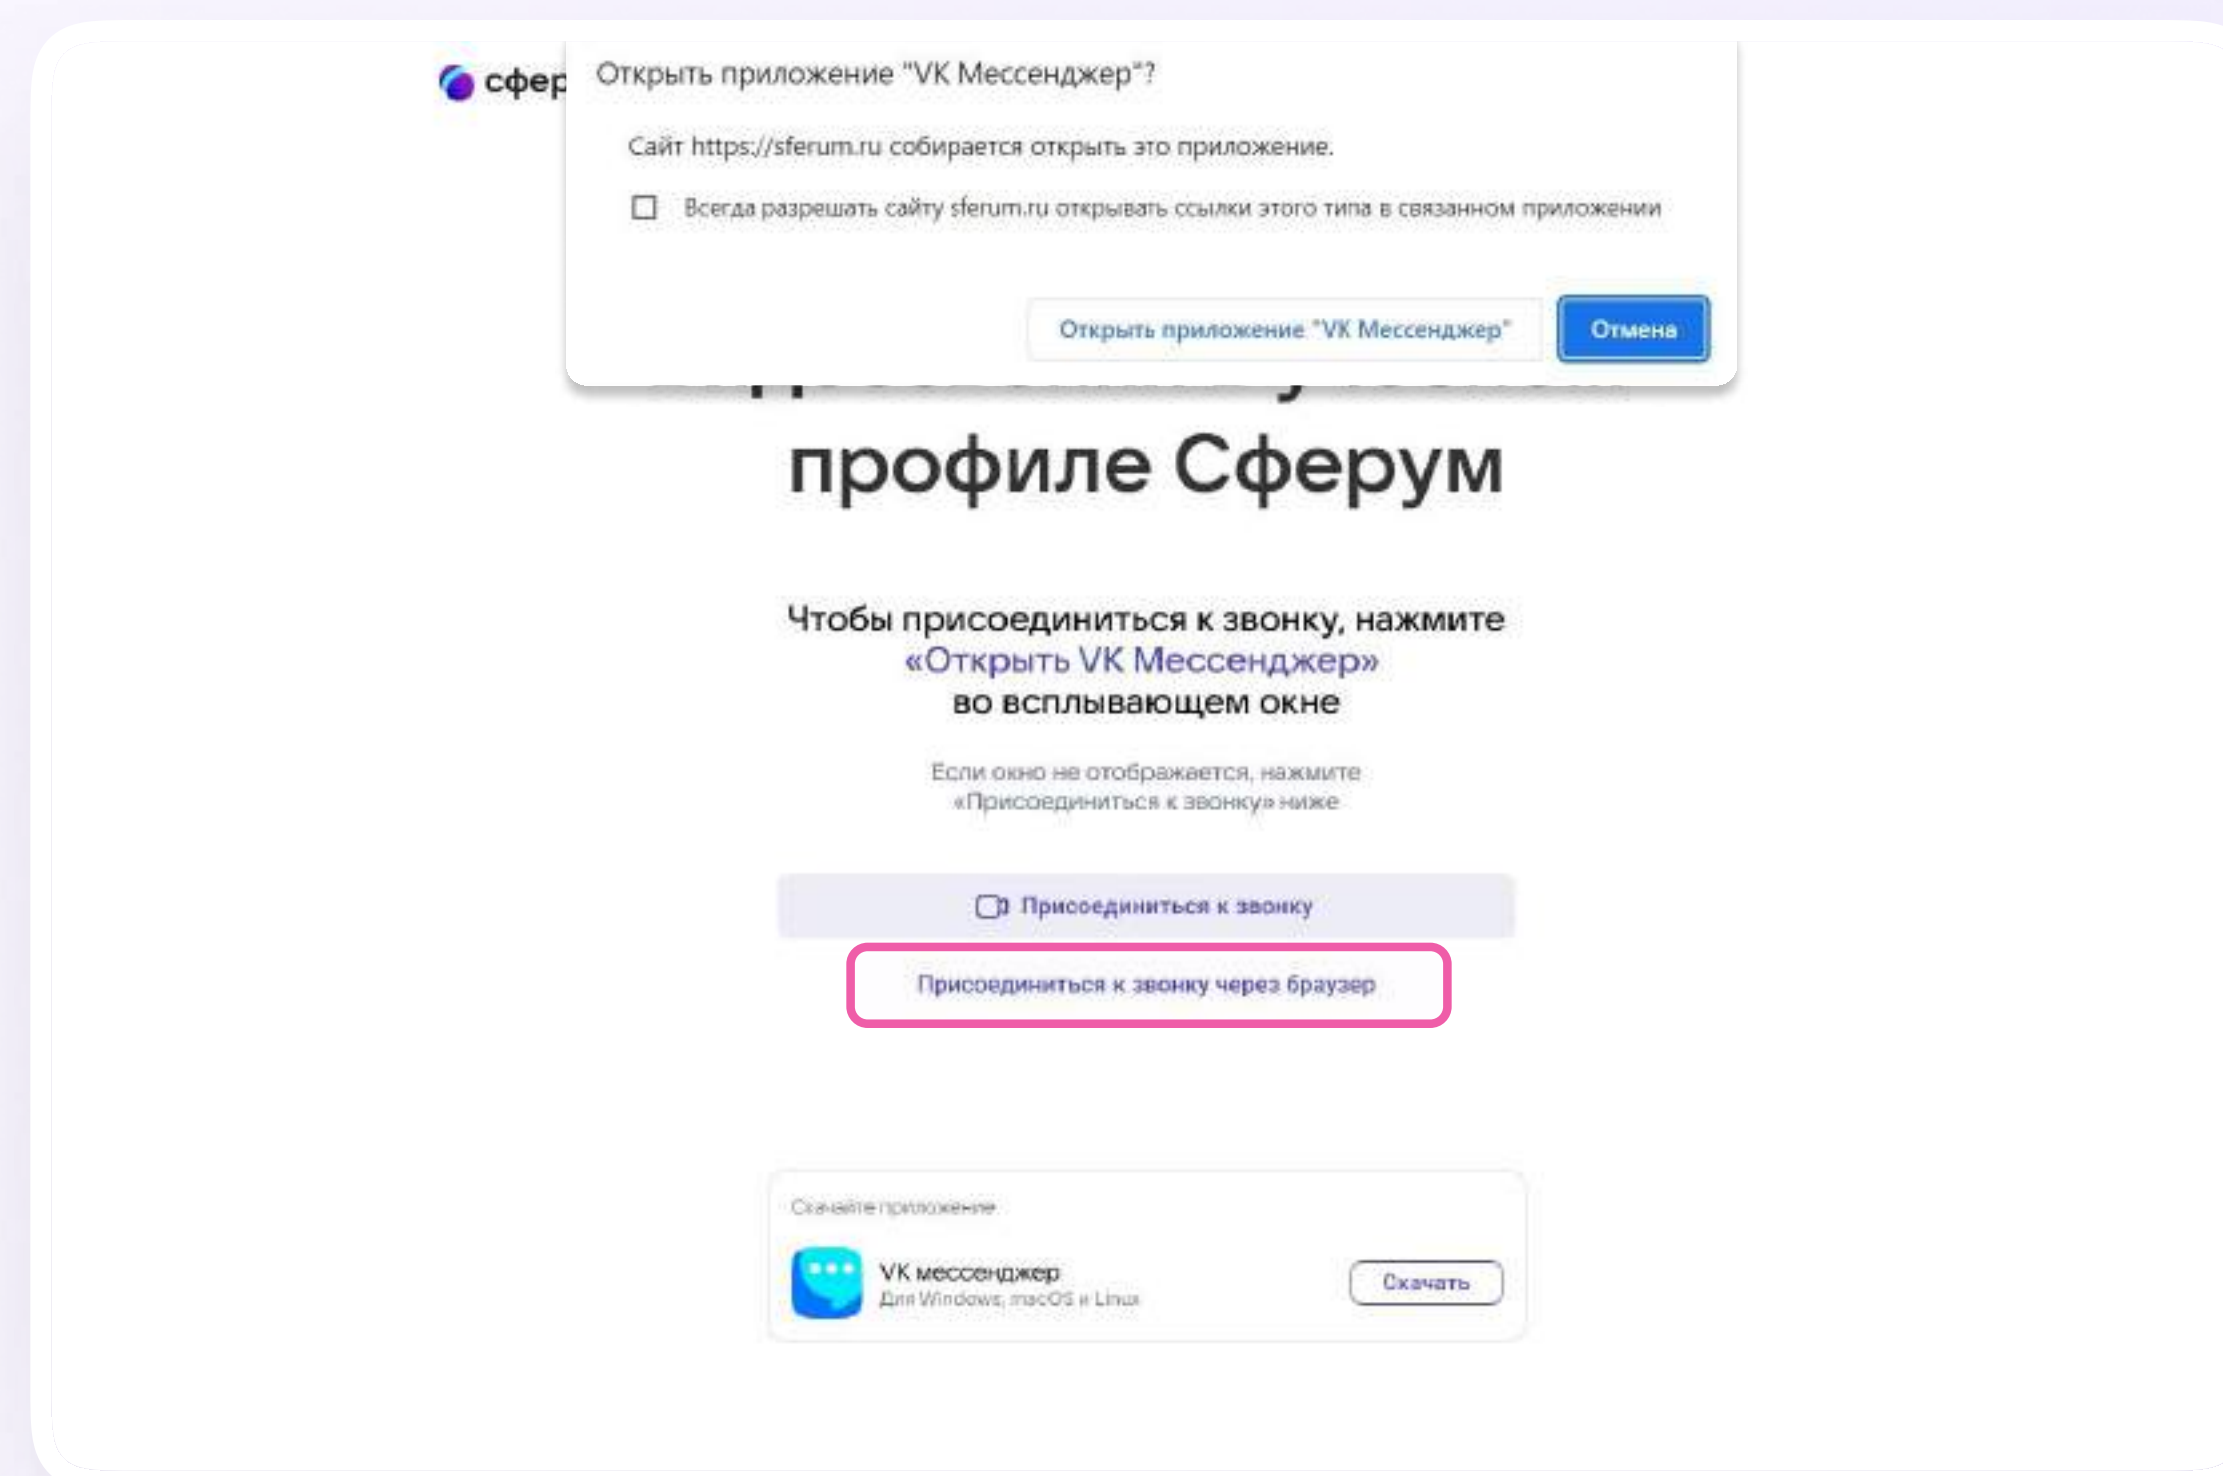 сфер
Открыть приложение "VK Мессенджер"?
Сайт https://sferum.ru собирается открыть это приложение.
Всегда разрешать сайту sferum.ru открывать ссылки этого типа в связанном приложении
Открыть приложение "VK Мессенджер"
Отмена
профиле Сферум
Чтобы присоединиться к звонку, нажмите
«Открыть VK Мессенджер»
во всплывающем окне
Если окно не отображается, нажмите
«Присоединиться к звонку» ниже
Присоединиться к звонку
Присоединиться к звонку через браузер
Скачайте приложение
VK мессенджер
Для Windows, macOS и Linux
Скачать